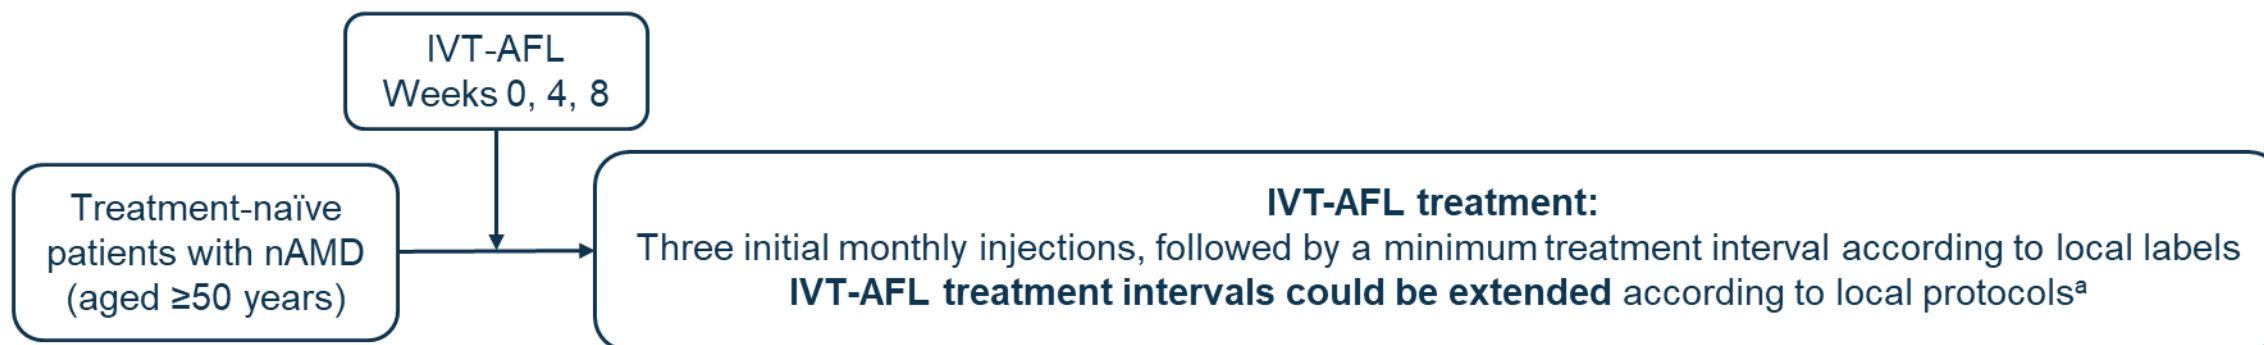 IVT-AFL
Weeks 0, 4, 8
Treatment-naïve
patients with nAMD
(aged ≥50 years)
IVT-AFL treatment:
Three initial monthly injections, followed by a minimum treatment interval according to local labels
IVT-AFL treatment intervals could be extended according to local protocolsᵃ